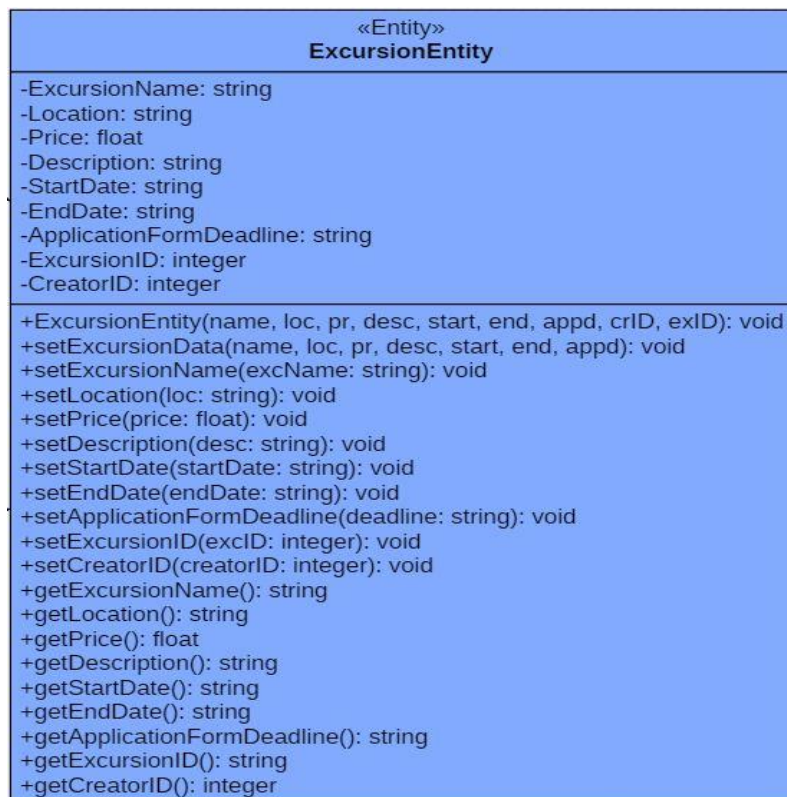 «Entity»
ExcursionEntity
-ExcursionName: string
-Location: string
-Price: float
-Description: string
-StartDate: string
-EndDate: string
-ApplicationFormDeadline: string
-ExcursionID: integer
-CreatorID: integer
+ExcursionEntity(name, loc, pr, desc, start, end, appd, crID, exID): void
+setExcursionData(name, loc, pr, desc, start, end, appd): void
+setExcursionName(excName: string): void
+setLocation(loc: string): void
+setPrice(price: float): void
+setDescription(desc: string): void
+setStartDate(startDate: string): void
+setEndDate(endDate: string): void
+setApplicationFormDeadline(deadline: string): void
+setExcursionID(excID: integer): void
+setCreatorID(creatorID: integer): void
+getExcursionName(): string
+getLocation(): string
+getPrice(): float
+getDescription(): string
+getStartDate(): string
+getEndDate(): string
+getApplicationFormDeadline(): string
+getExcursionID(): string
+getCreatorID(): integer